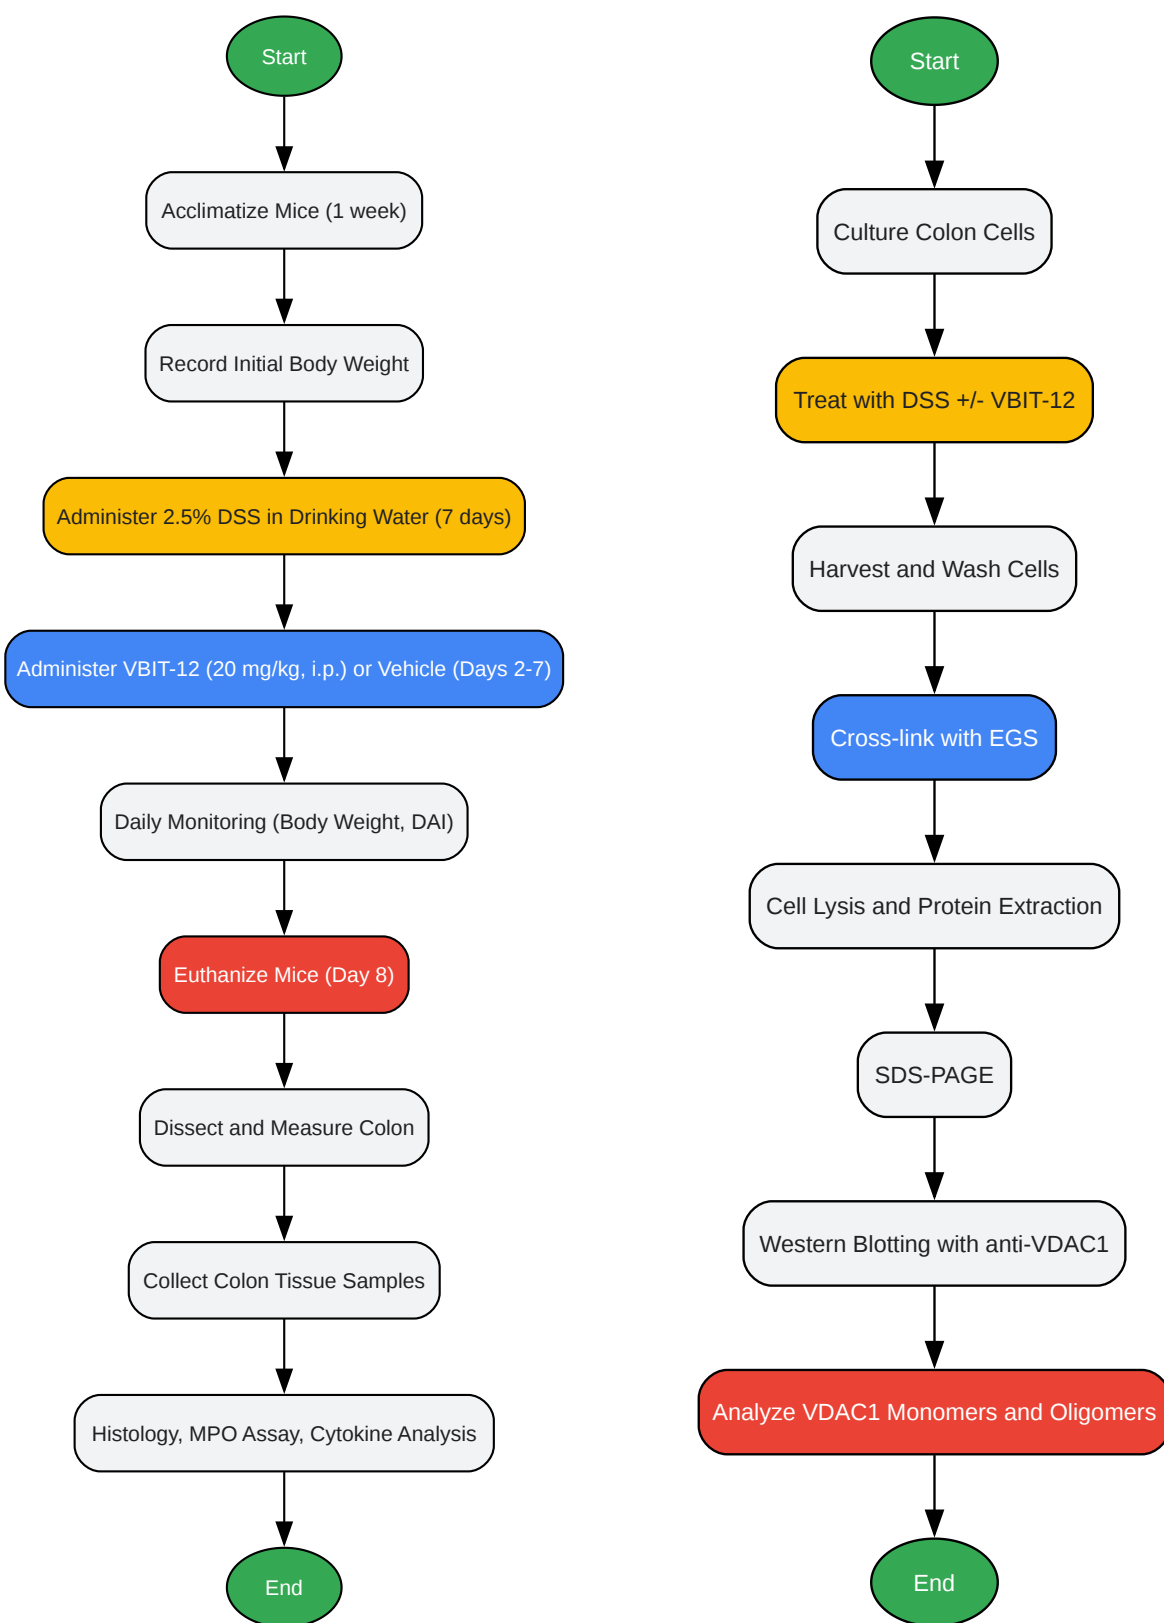 Start
Acclimatize Mice (1 week)
Record Initial Body Weight
Administer 2.5% DSS in Drinking Water (7 days)
Administer VBIT-12 (20 mg/kg, i.p.) or Vehicle (Days 2-7)
Daily Monitoring (Body Weight, DAI)
Euthanize Mice (Day 8)
Dissect and Measure Colon
Collect Colon Tissue Samples
Histology, MPO Assay, Cytokine Analysis
End
Start
Culture Colon Cells
Treat with DSS +/- VBIT-12
Harvest and Wash Cells
Cross-link with EGS
Cell Lysis and Protein Extraction
SDS-PAGE
Western Blotting with anti-VDAC1
Analyze VDAC1 Monomers and Oligomers
End